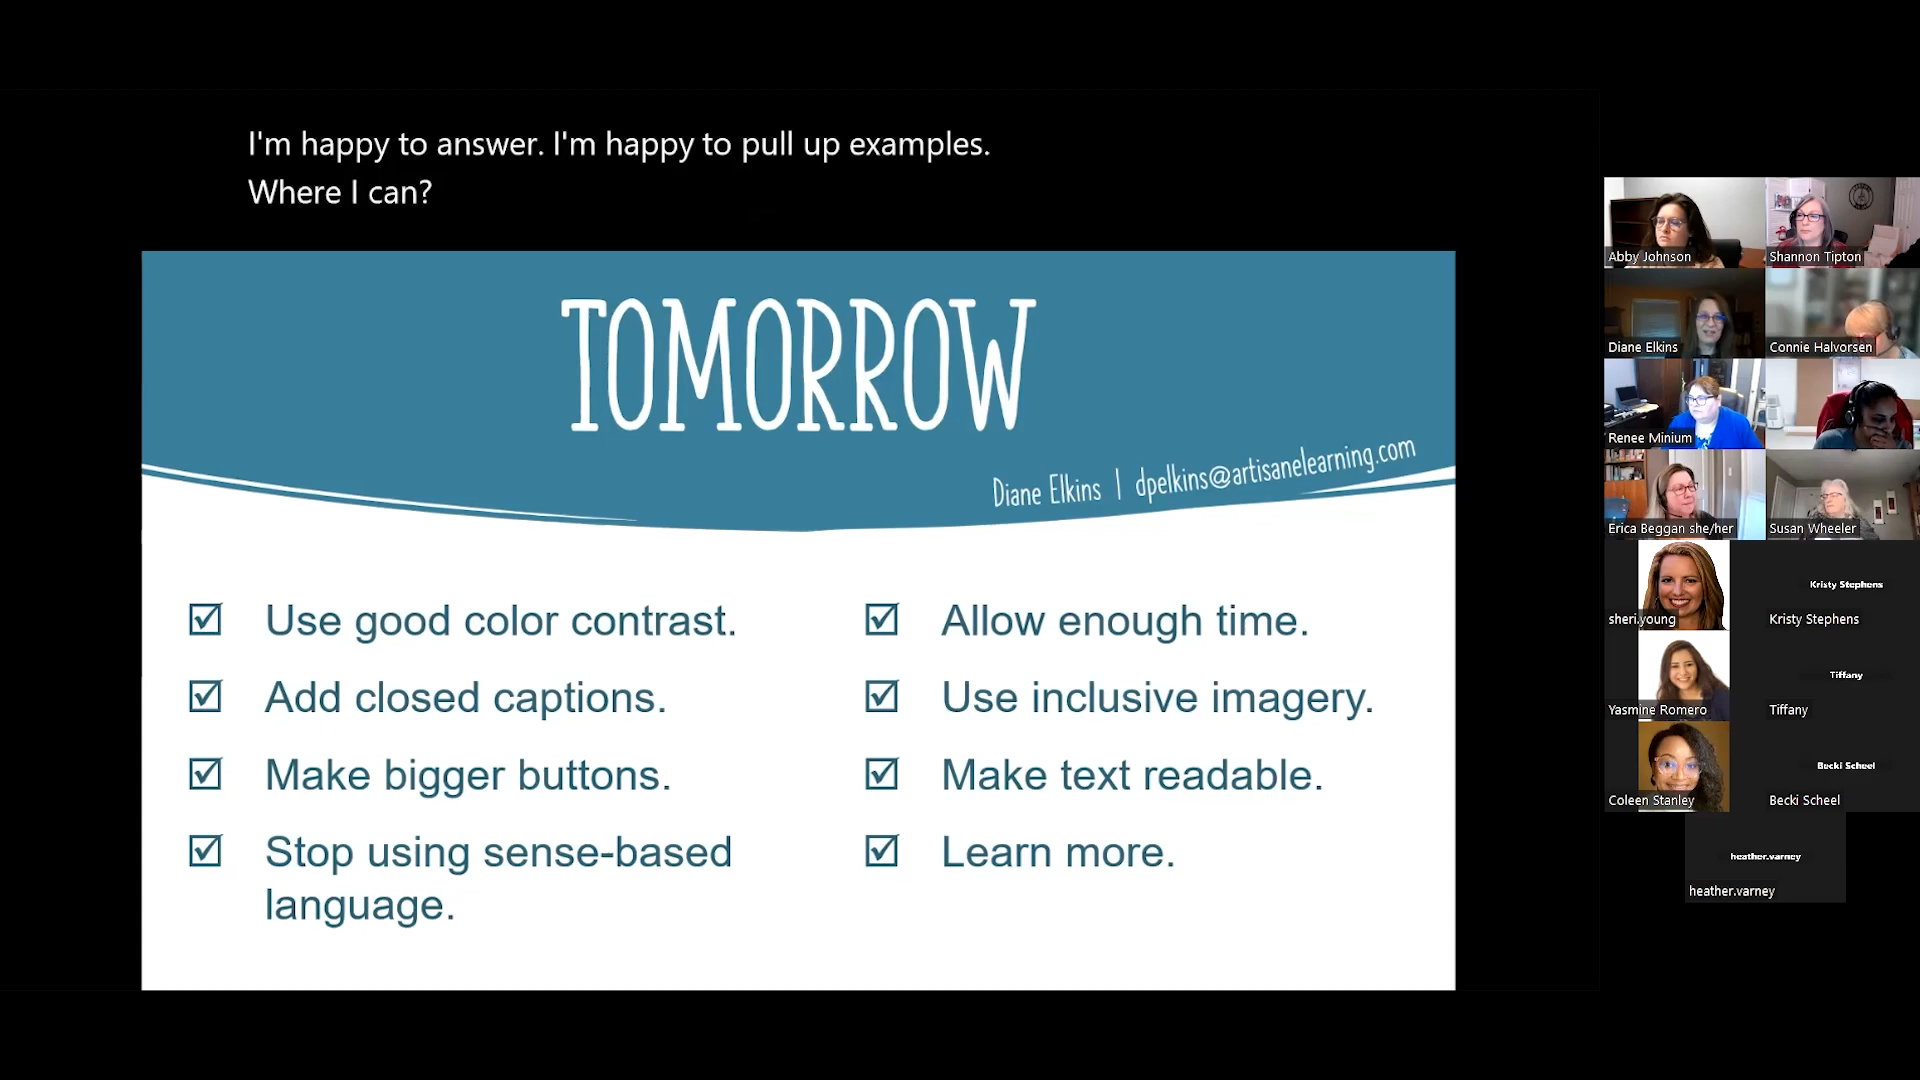 I'm happy to answer. I'm happy to pull up examples.
Where I can?
TOMORROW
Diane Elkins | dpelkins@artisanelearning.com
Use good color contrast.
Add closed captions.
Make bigger buttons.
Stop using sense-based
language.
Allow enough time.
Use inclusive imagery.
Make text readable.
Learn more.
Abby Johnson
Shannon Tipton
Diane Elkins
Connie Halvorsen
Renee Minium
Erica Beggan she/her
Susan Wheeler
sheri.young
Kristy Stephens
Kristy Stephens
Yasmine Romero
Tiffany
Tiffany
Coleen Stanley
Becki Scheel
Becki Scheel
heather.varney
heather.varney